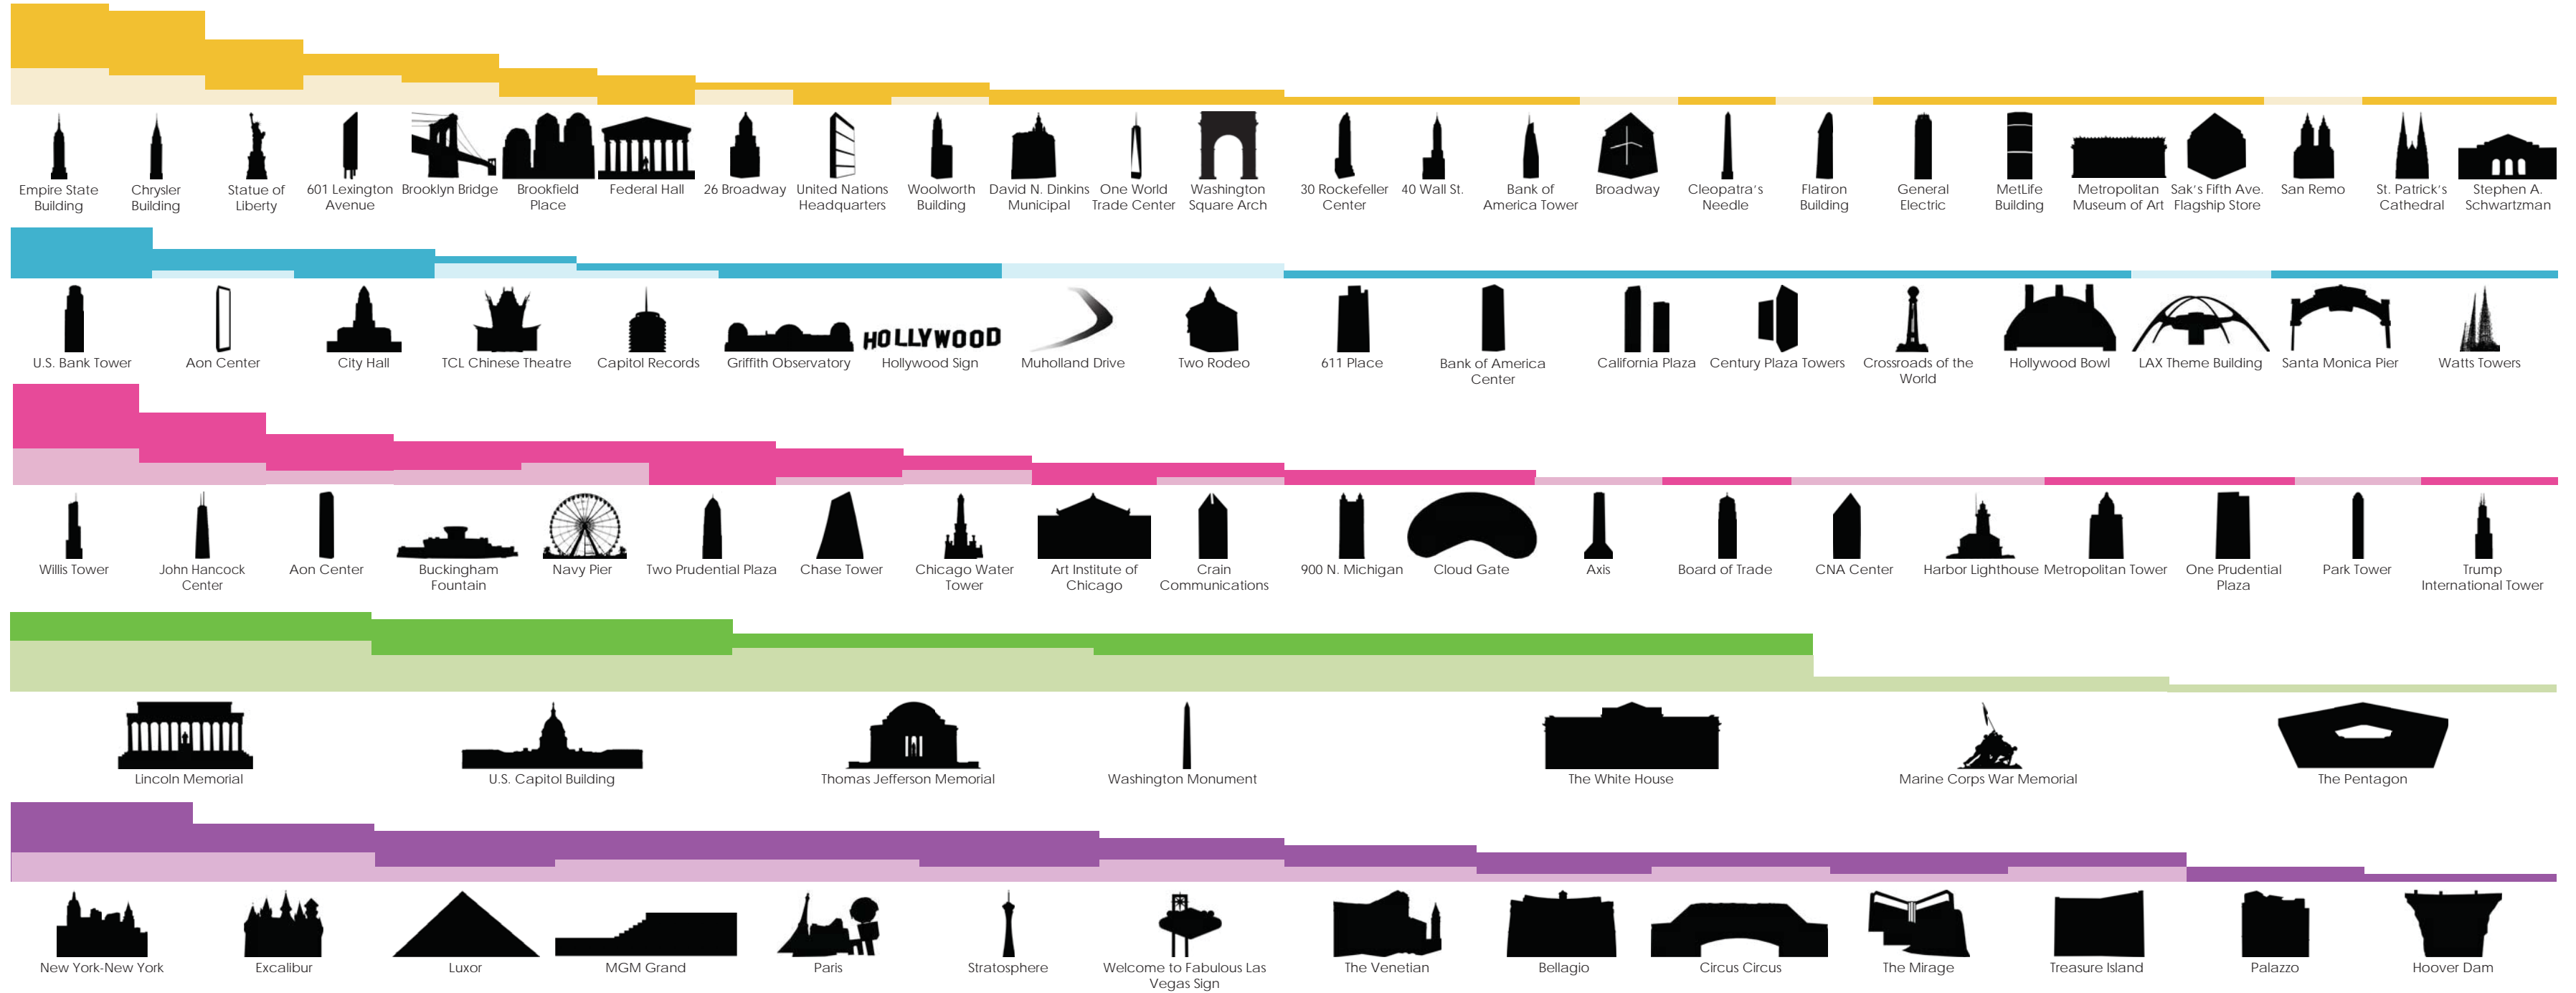 Empire State Chrysler Statue of 601 Lexington Brooklyn Bridge Brookfield Federal Hall 26 Broadway United Nations Woolworth David N. Dinkins One World Washington 30 Rockefeller 40 Wall St. Bank of Broadway Cleopatra's Flatiron General MetLife Metropolitan Sak's Fifth Ave. San Remo St. Patrick's Stephen A.
Building Building Liberty Avenue Place Headquarters Building Municipal Trade Center Square Arch Center America Tower Needle Building Electric Building Museum of Art Flagship Store Cathedral Schwartzman
U.S. Bank Tower Aon Center City Hall TCL Chinese Theatre Capitol Records Griffith Observatory Hollywood Sign Muholland Drive Two Rodeo 611 Place Bank of America California Plaza Century Plaza Towers Crossroads of the Hollywood Bowl LAX Theme Building Santa Monica Pier Watts Towers
HOLLYWOOD
Center World
Willis Tower John Hancock Aon Center Buckingham Navy Pier Two Prudential Plaza Chase Tower Chicago Water Art Institute of Crain 900 N. Michigan Cloud Gate Axis Board of Trade CNA Center Harbor Lighthouse Metropolitan Tower One Prudential Park Tower Trump
Center Fountain Tower Chicago Communications Plaza International Tower
Lincoln Memorial U.S. Capitol Building Thomas Jefferson Memorial Washington Monument The White House Marine Corps War Memorial The Pentagon
New York-New York Excalibur Luxor MGM Grand Paris Stratosphere Welcome to Fabulous Las The Venetian Bellagio Circus Circus The Mirage Treasure Island Palazzo Hoover Dam
Vegas Sign